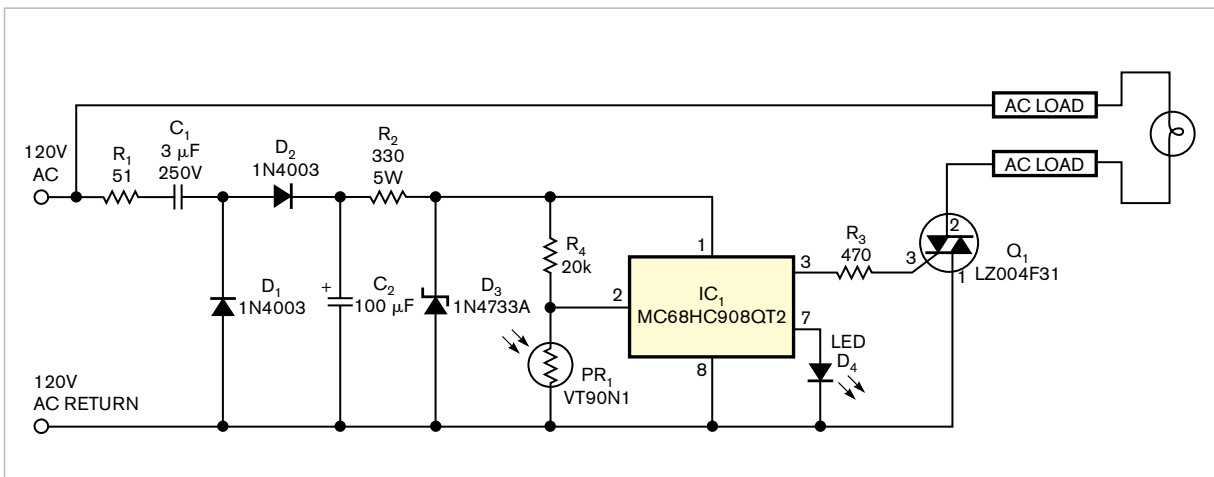 120V
AC
R1
51
C1
3 µF
250V
D2
1N4003
R2
330
5W
D1
1N4003
+
C2
100 µF
D3
1N4733A
R4
20k
PR1
VT90N1
1
2
IC1
MC68HC908QT2
3
7
8
LED
D4
R3
470
3
2
1
Q1
LZ004F31
AC LOAD
AC LOAD
120V
AC RETURN